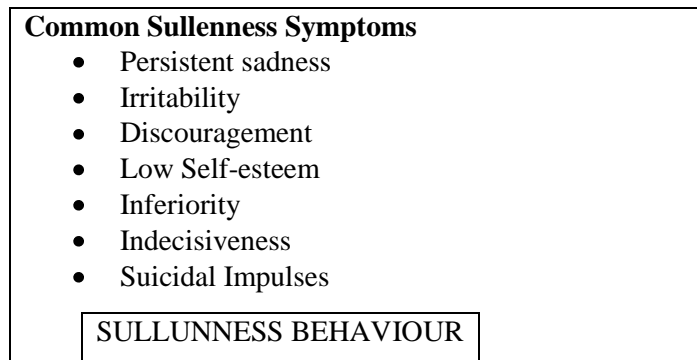 Common Sullenness Symptoms
• Persistent sadness
• Irritability
• Discouragement
• Low Self-esteem
• Inferiority
• Indecisiveness
• Suicidal Impulses
SULLUNNESS BEHAVIOUR